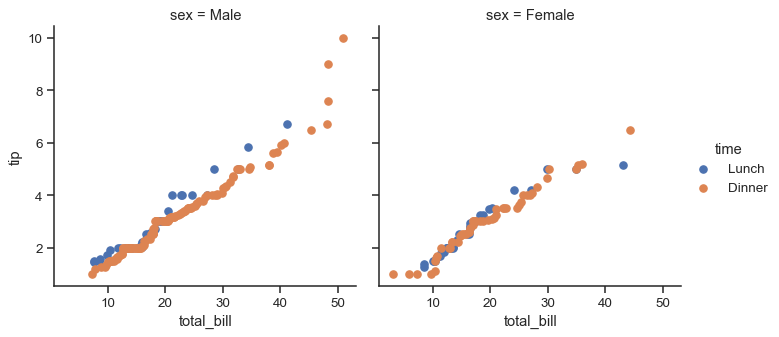 sex = Male
sex = Female
10
8
6
4
2
tip
10
20
30
40
50
total_bill
10
20
30
40
50
total_bill
time
Lunch
Dinner